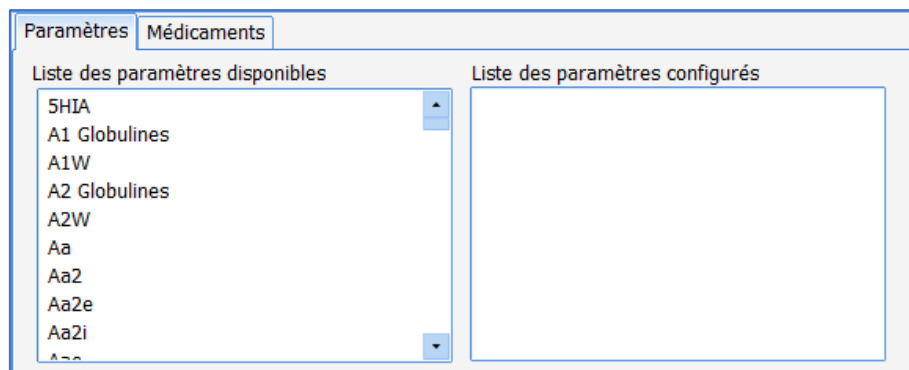 Paramètres Médicaments
Liste des paramètres disponibles
Liste des paramètres configurés
5HIA
A1 Globulines
A1W
A2 Globulines
A2W
Aa
Aa2
Aa2e
Aa2i